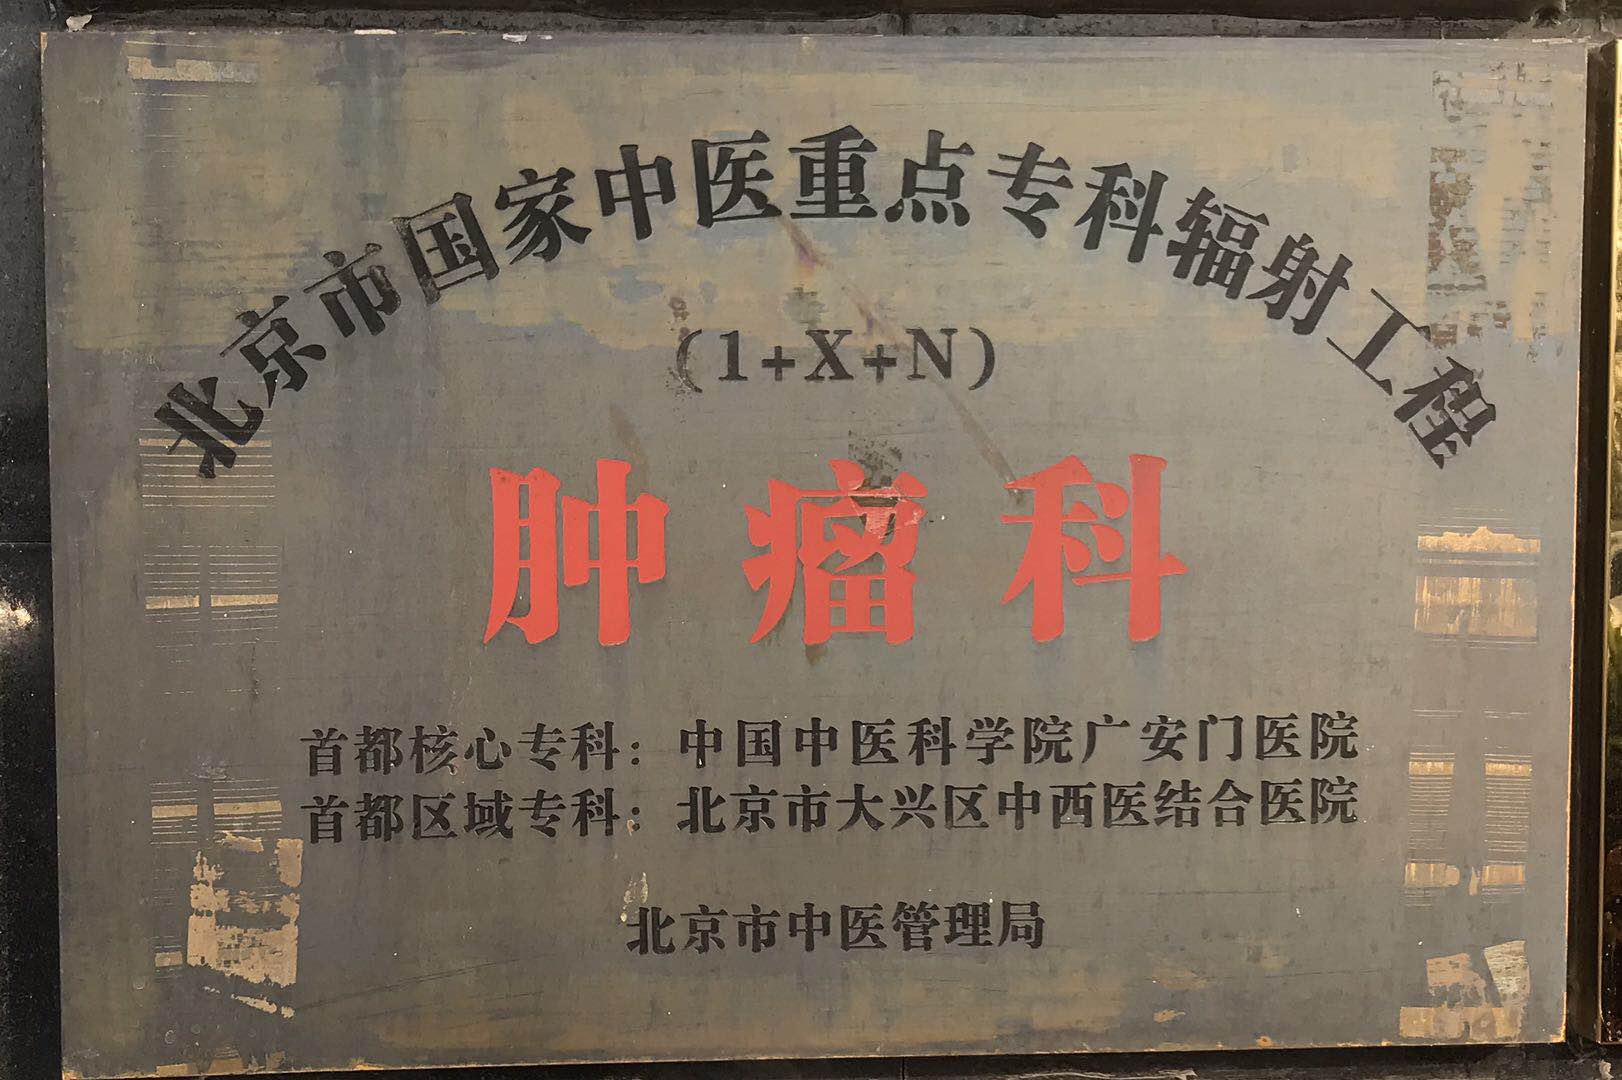 北京市国家中医重点专科辐射工程
(1+X+N)
肿瘤科
首都核心专科：中国中医科学院广安门医院
首都区域专科：北京市大兴区中西医结合医院
北京市中医管理局